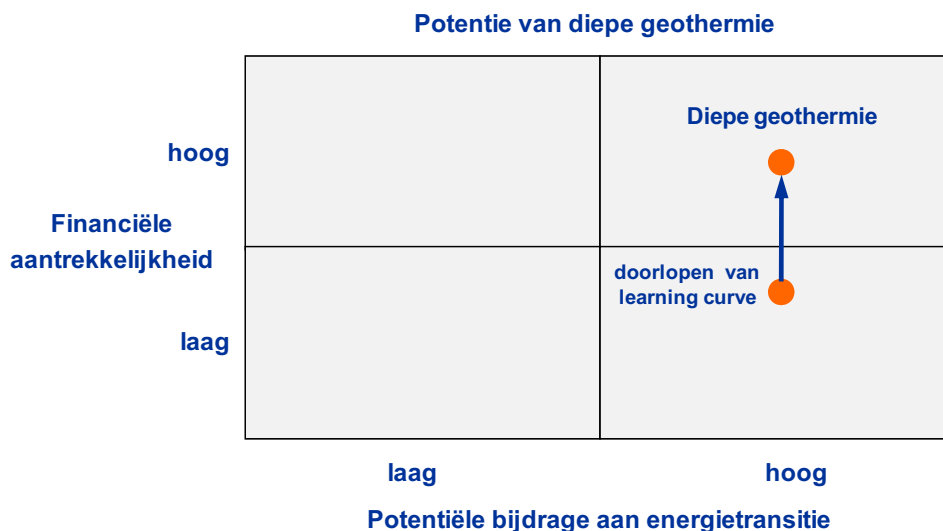 Potentie van diepe geothermie
Diepe geothermie
hoog
Financiële
aantrekkelijkheid
doorlopen van
learning curve
laag
laag
hoog
Potentiële bijdrage aan energietransitie